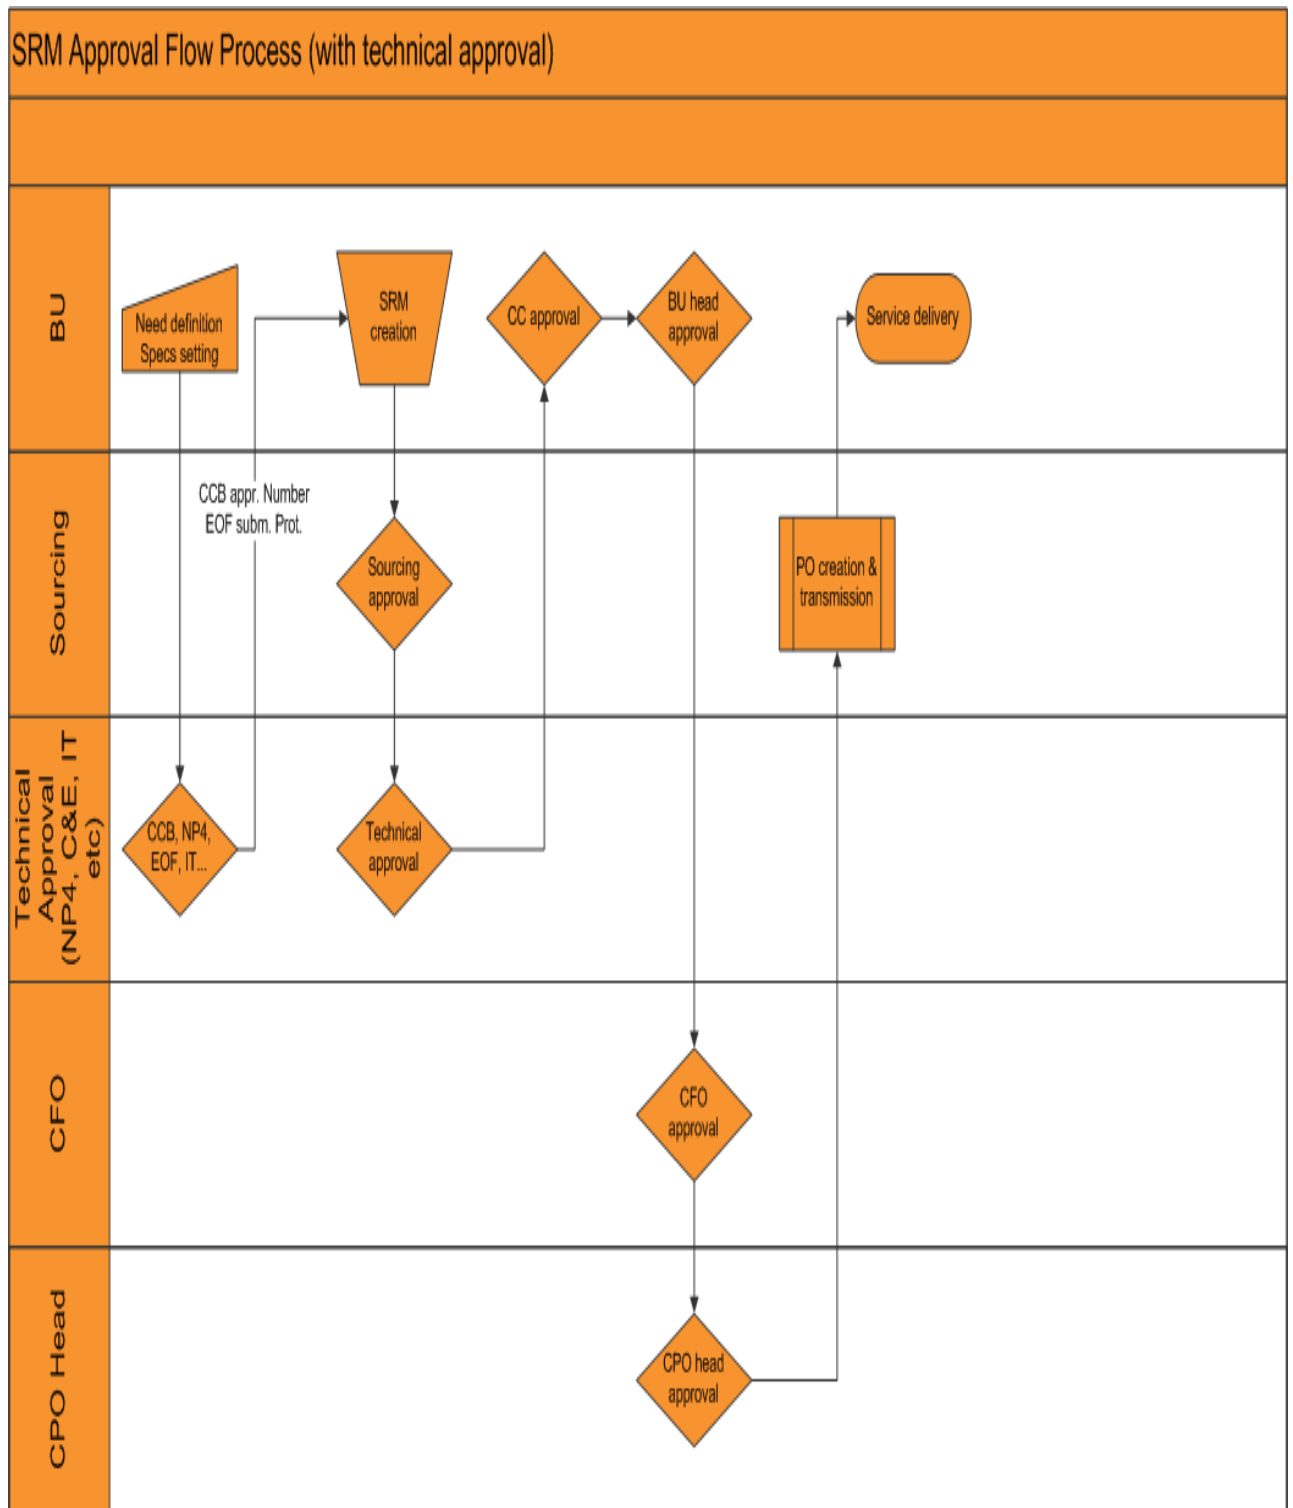 SRM Approval Flow Process (with technical approval)
BU
Need definition
Specs setting
SRM
creation
CC approval
BU head
approval
Service delivery
Sourcing
CCB appr. Number
EOF subm. Prot.
Sourcing
approval
PO creation &
transmission
Technical
Approval
(NP4, C&E, IT
etc)
CCB, NP4,
EOF, IT...
Technical
approval
CFO
CFO
approval
CPO Head
CPO head
approval